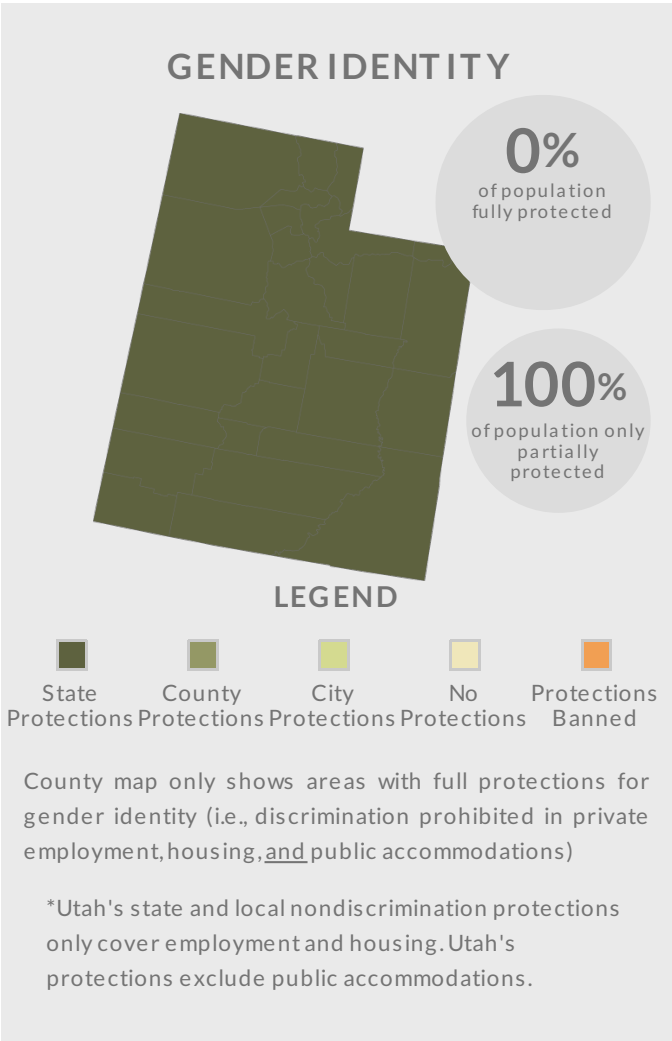 GENDER IDENTITY
0%
of population
fully protected
100%
of population only
partially
protected
LEGEND
State
Protections
County
Protections
City
Protections
No
Protections
Protections
Banned
County map only shows areas with full protections for
gender identity (i.e., discrimination prohibited in private
employment, housing, and public accommodations)
*Utah's state and local nondiscrimination protections
only cover employment and housing. Utah's
protections exclude public accommodations.